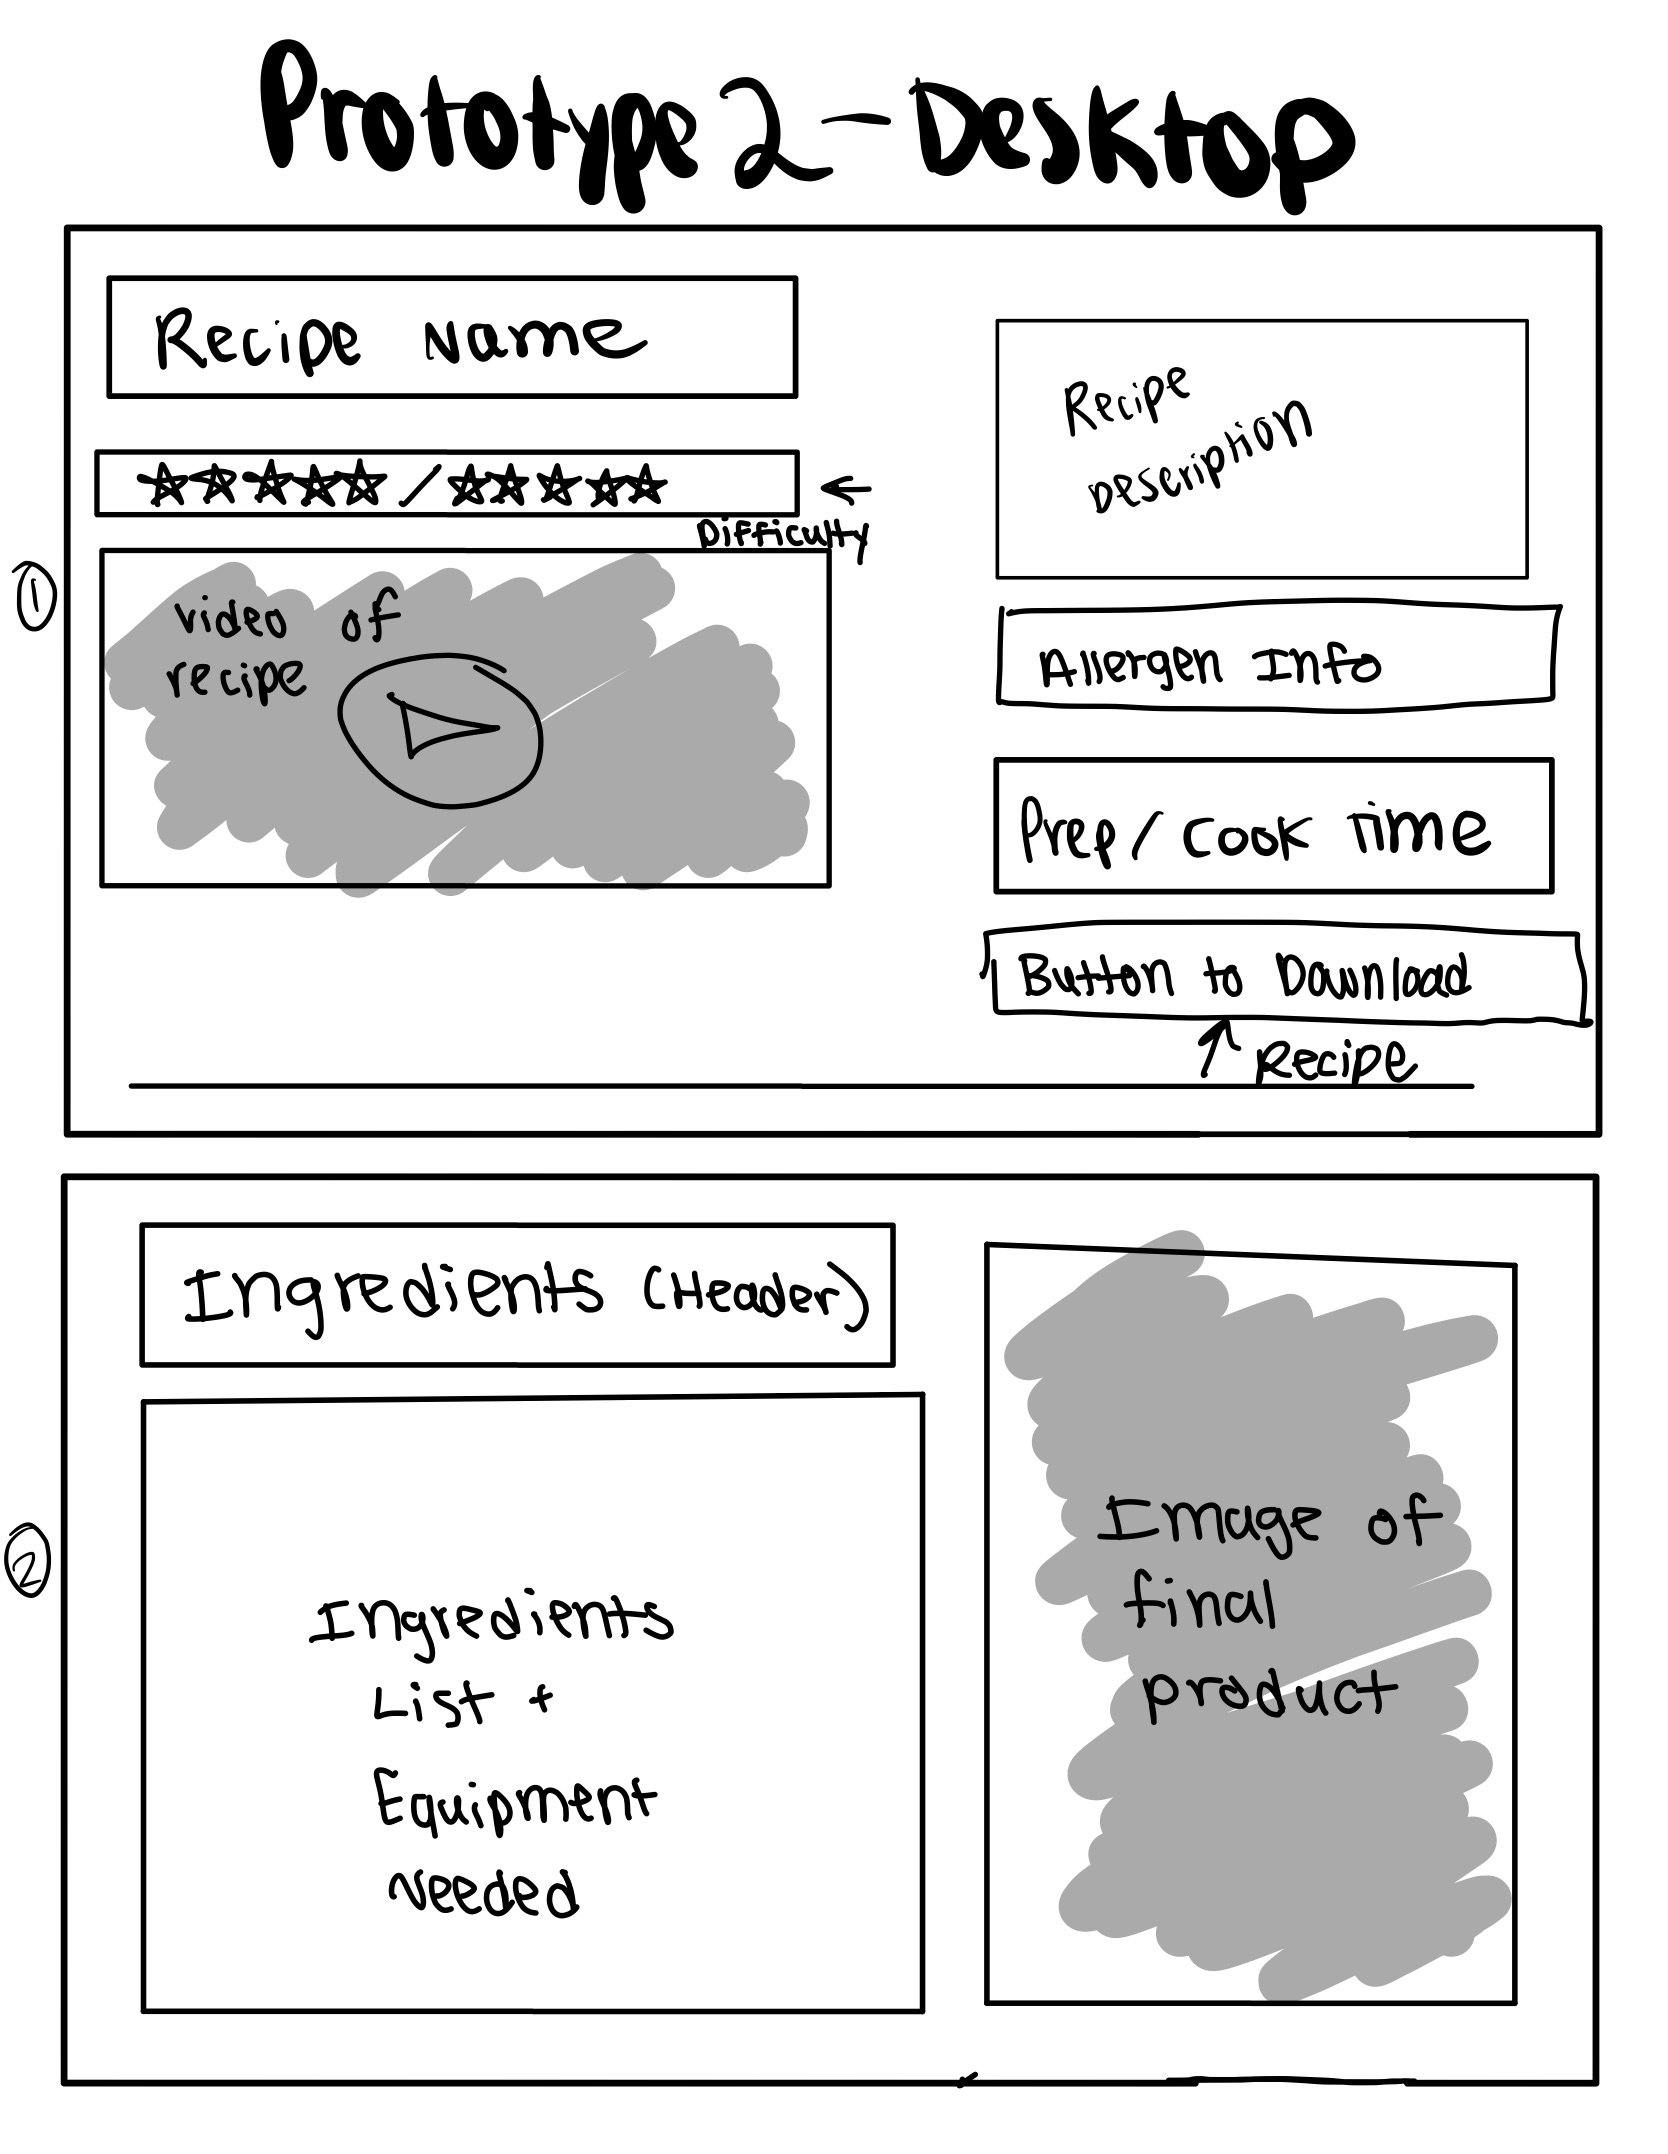 Prototype 2 - Desktop
1
Recipe Name
/
Difficulty
video of
recipe
Recipe
Description
Allergen Info
Prep / Cook Time
Button to Download
Recipe
2
Ingredients (Header)
Ingredients
List +
Equipment
Needed
Image of
final
product